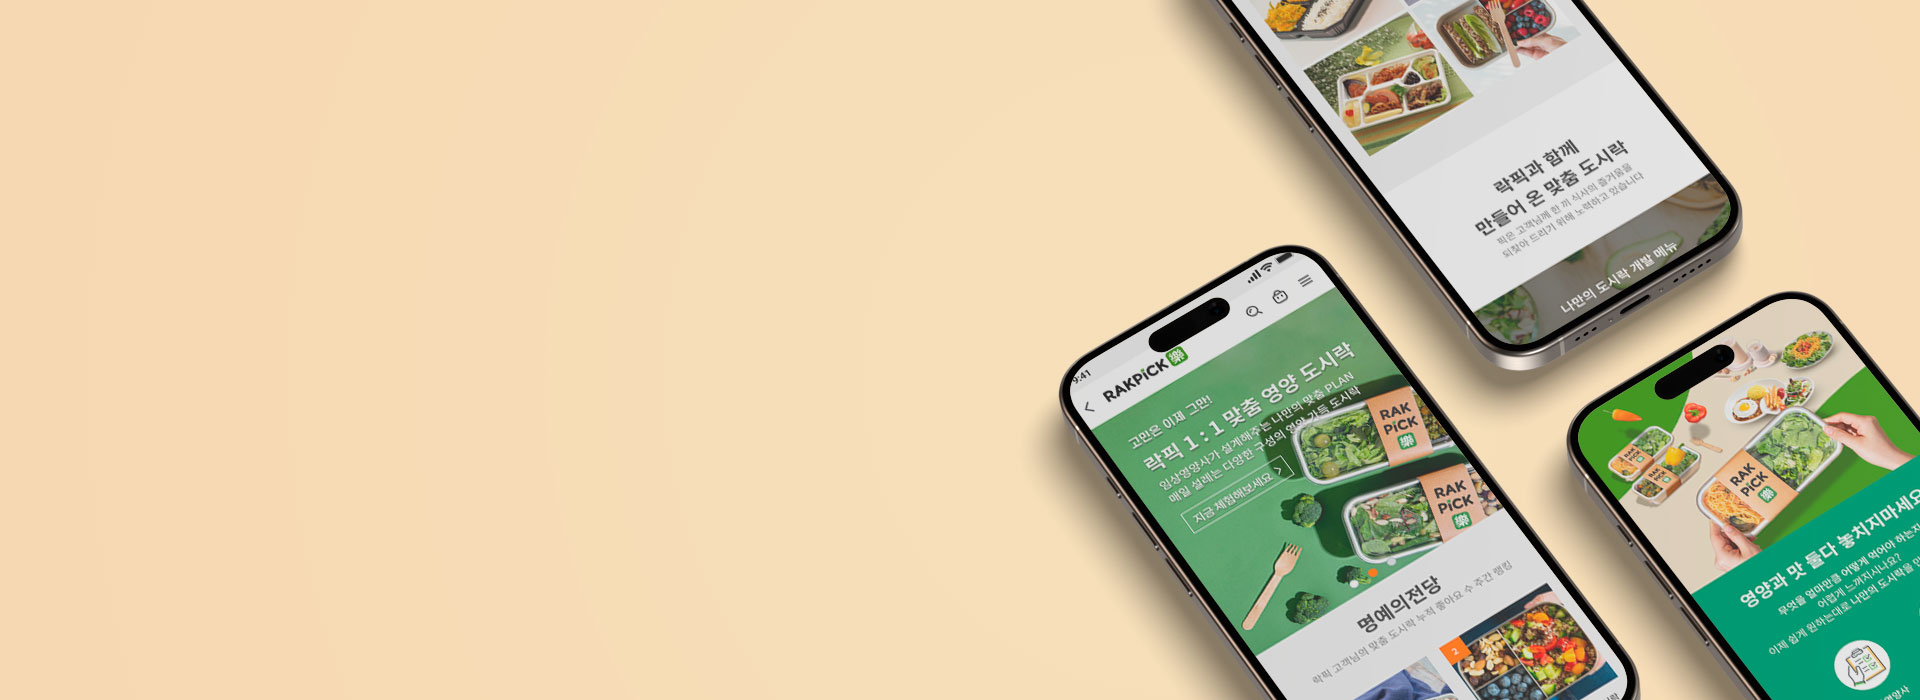 락픽과 함께
만들어 온 맞춤 도시락
픽은 고객님께 한 끼 식사의 즐거움을
되찾아 드리기 위해 노력하고 있습니다
나만의 도시락 개발 메뉴
9:41
RAKPiCK 樂
고민은 이제 그만!
락픽 1 : 1 맞춤 영양 도시락
임상영양사가 설계해주는 나만의 맞춤 PLAN
매일 설레는 다양한 구성의 영양 가득 도시락
지금 체험해보세요 >
RAK
PiCK
樂
RAK
PiCK
樂
명예의전당
락픽 고객님의 맞춤 도시락 누적 좋아요 수 주간 랭킹
2
RAK
PiCK
RAK
PiCK
RAK
PiCK
樂
영양과 맛 둘다 놓치지마세요
무엇을 얼마만큼 어떻게 먹어야 하는지
어렵게 느껴지시나요?
이제 쉽게 원하는대로 나만의 도시락을
영양사